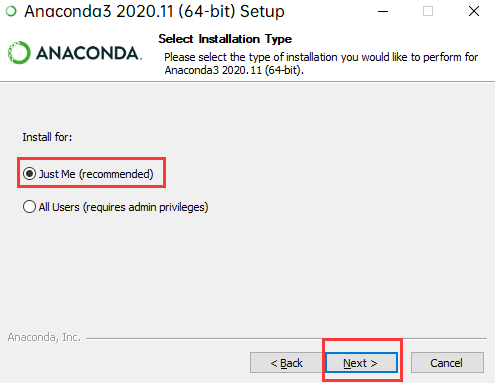 Anaconda3 2020.11 (64-bit) Setup
Select Installation Type
ANACONDA.
Please select the type of installation you would like to perform for
Anaconda3 2020.11 (64-bit).
Install for:
Just Me (recommended)
All Users (requires admin privileges)
Anaconda, Inc.
< Back
Next >
Cancel